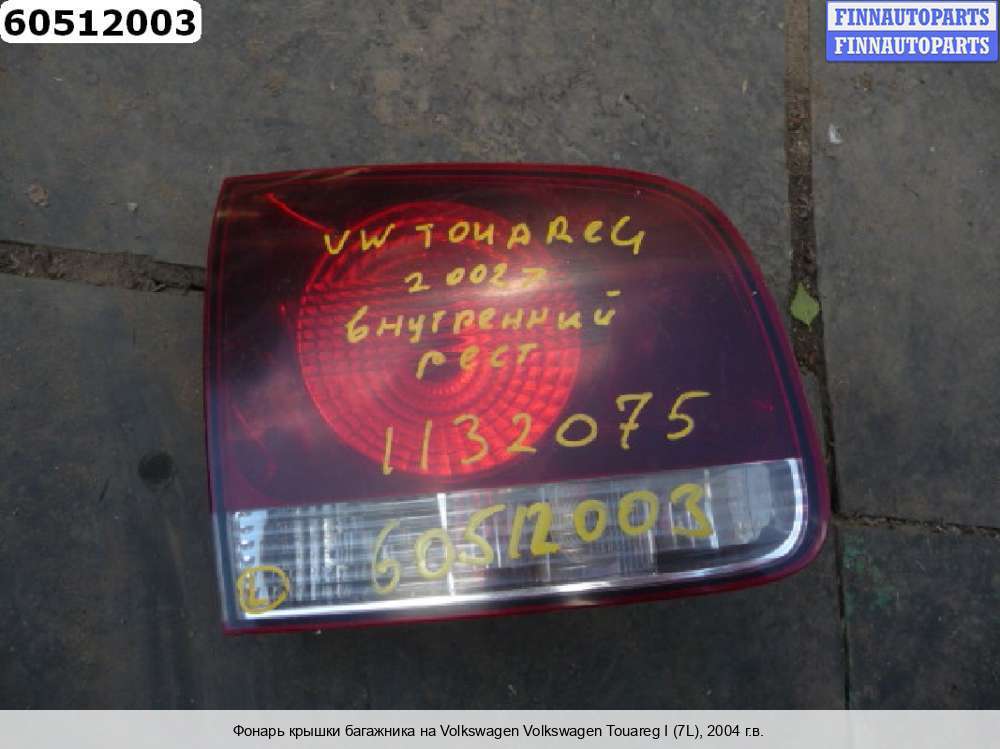 60512003
FINNAUTOPARTS
FINNAUTOPARTS
VW TOUAREG
2002>
внутренний
рест
1132075
60512003
L
Фонарь крышки багажника на Volkswagen Volkswagen Touareg I (7L), 2004 г.в.